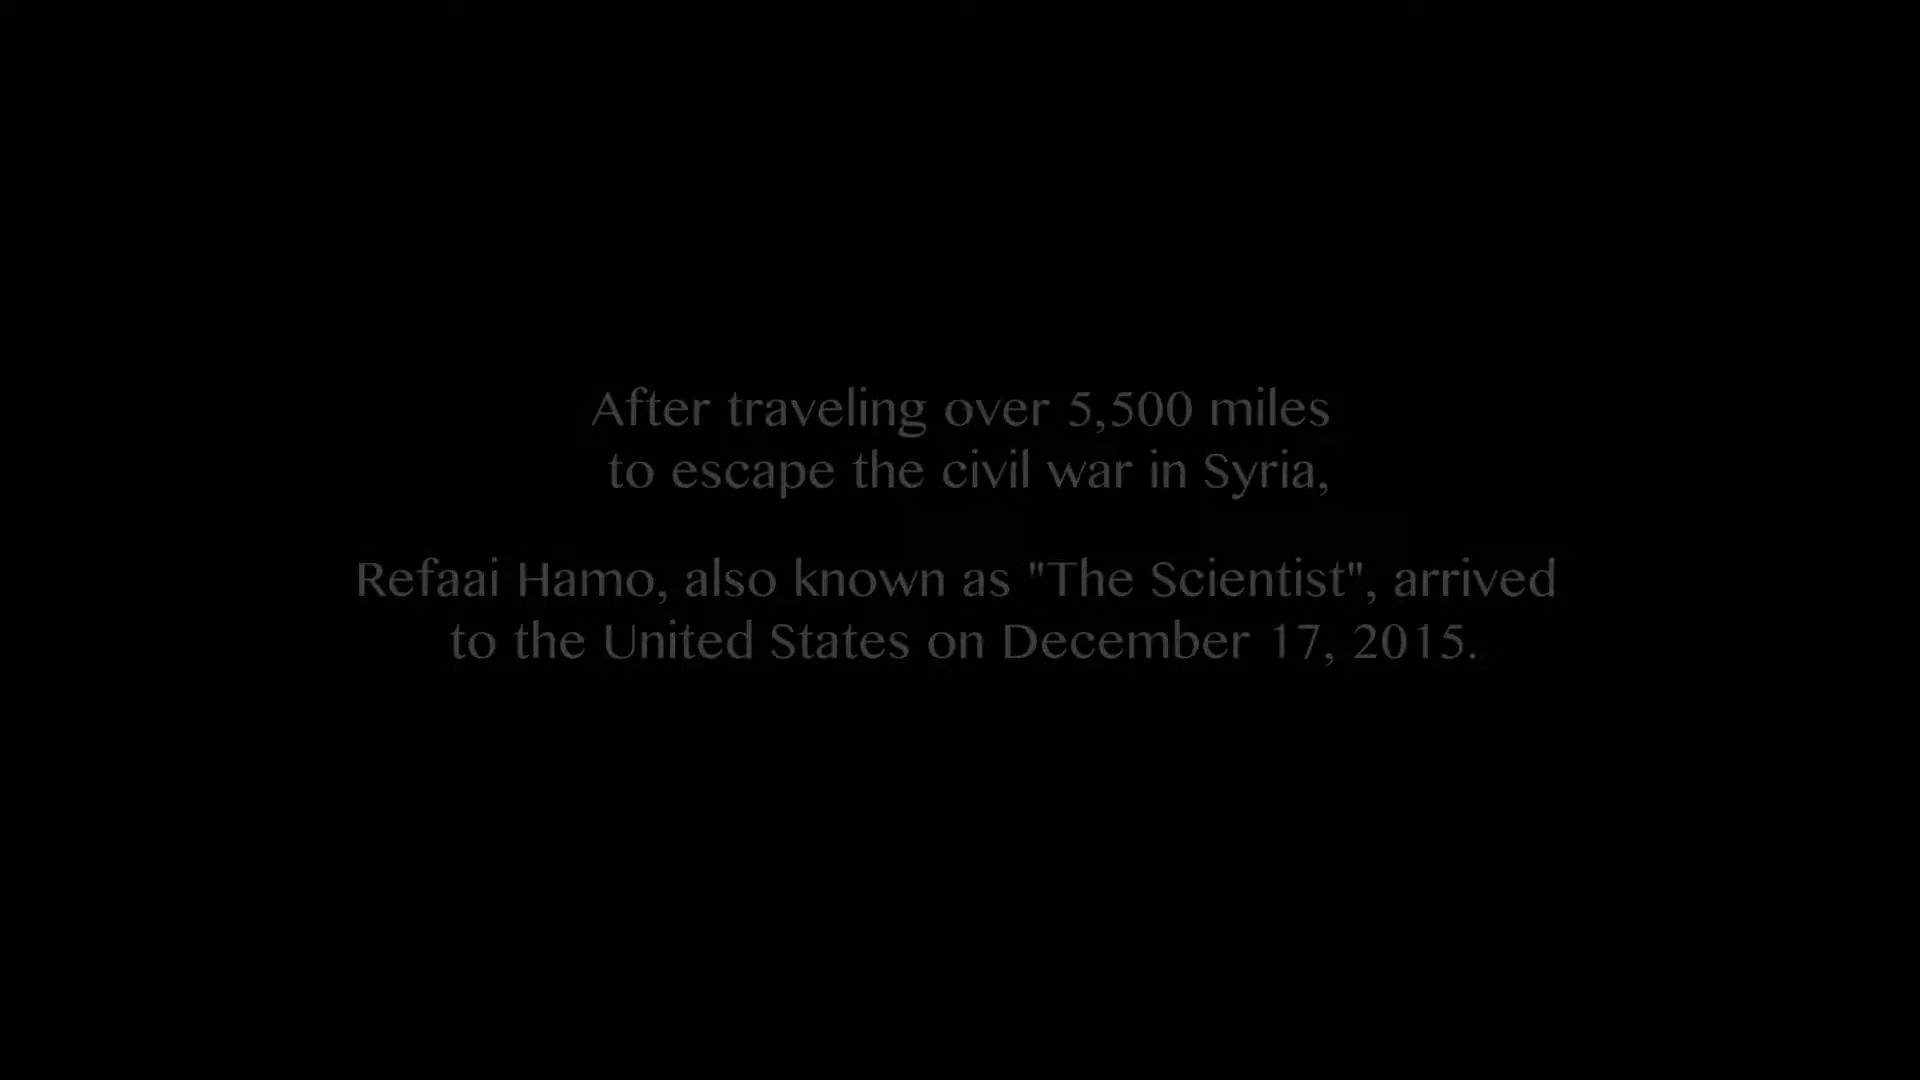 After traveling over 5,500 miles
to escape the civil war in Syria,
Refaai Hamo, also known as "The Scientist", arrived
to the United States on December 17, 2015.